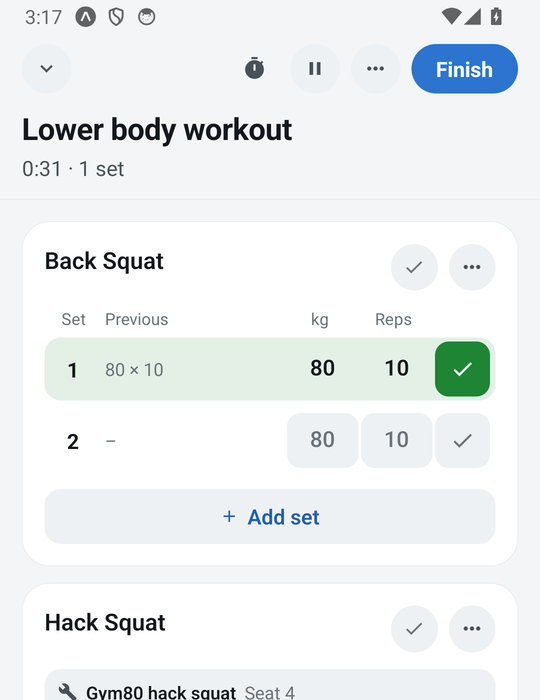 3:17
Finish
Lower body workout
0:31 · 1 set
Back Squat
Set Previous kg Reps
1 80 × 10 80 10
2 – 80 10
+ Add set
Hack Squat
Gym80 hack squat Seat 4